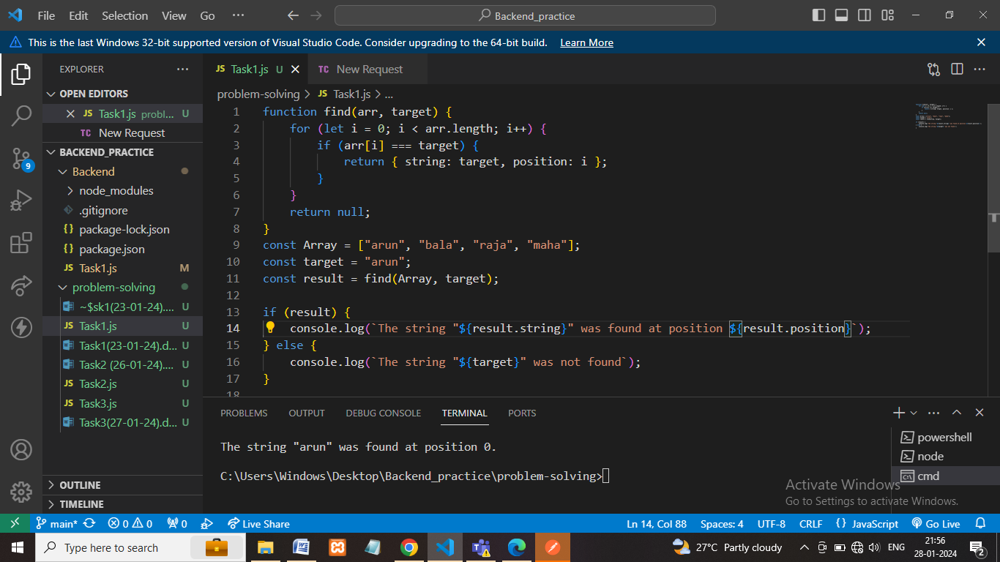 File Edit Selection View Go ··· Backend_practice
This is the last Windows 32-bit supported version of Visual Studio Code. Consider upgrading to the 64-bit build. Learn More
EXPLORER ···
OPEN EDITORS
JS Task1.js probl... U
TC New Request
BACKEND_PRACTICE
Backend
node_modules
.gitignore
{} package-lock.json
{} package.json
JS Task1.js M
problem-solving
~$sk1(23-01-24).... U
JS Task1.js U
Task1(23-01-24).d... U
Task2 (26-01-24).... U
JS Task2.js U
JS Task3.js U
Task3(27-01-24).d... U
OUTLINE
TIMELINE
9
JS Task1.js U TC New Request
problem-solving > JS Task1.js > ...
1 function find(arr, target) {
2 for (let i = 0; i < arr.length; i++) {
3 if (arr[i] === target) {
4 return { string: target, position: i };
5 }
6 }
7 return null;
8 }
9 const Array = ["arun", "bala", "raja", "maha"];
10 const target = "arun";
11 const result = find(Array, target);
12
13 if (result) {
14 console.log(`The string "${result.string}" was found at position ${result.position}`);
15 } else {
16 console.log(`The string "${target}" was not found`);
17 }
18
PROBLEMS OUTPUT DEBUG CONSOLE TERMINAL PORTS
The string "arun" was found at position 0.
C:\Users\Windows\Desktop\Backend_practice\problem-solving>
powershell
node
cmd
Activate Windows
Go to Settings to activate Windows.
main* 0 0 0 Live Share Ln 14, Col 88 Spaces: 4 UTF-8 CRLF {} JavaScript Go Live
Type here to search 27°C Partly cloudy ENG 21:56
28-01-2024 2